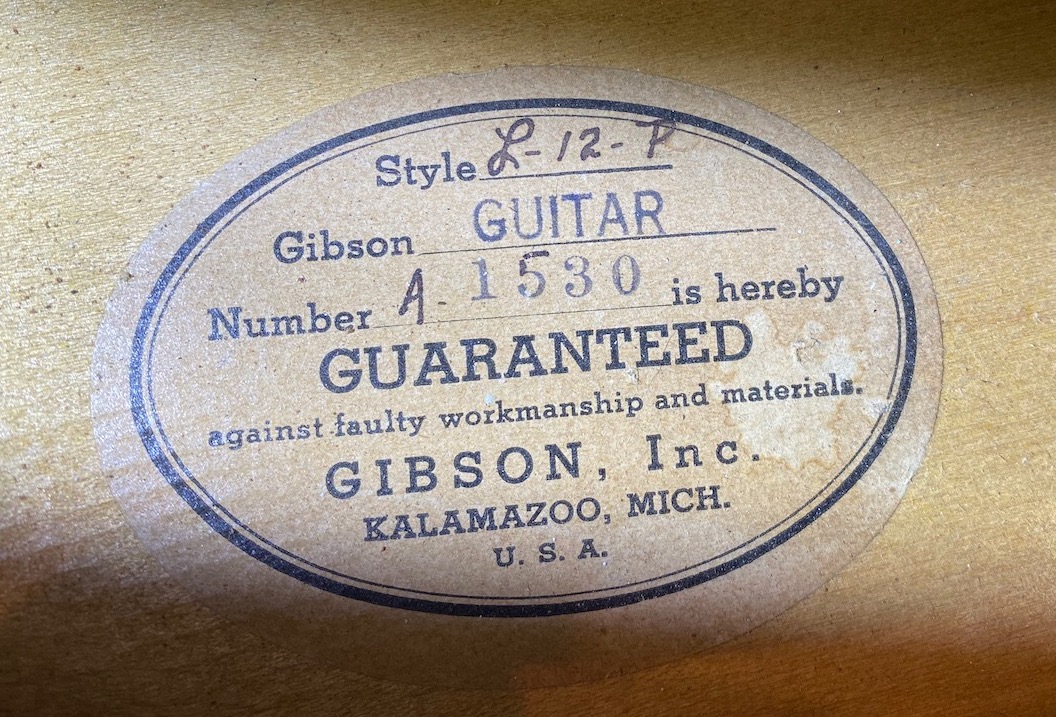 Style L-12-P
Gibson GUITAR
Number A-1530 is hereby
GUARANTEED
against faulty workmanship and materials.
GIBSON, Inc.
KALAMAZOO, MICH.
U. S. A.